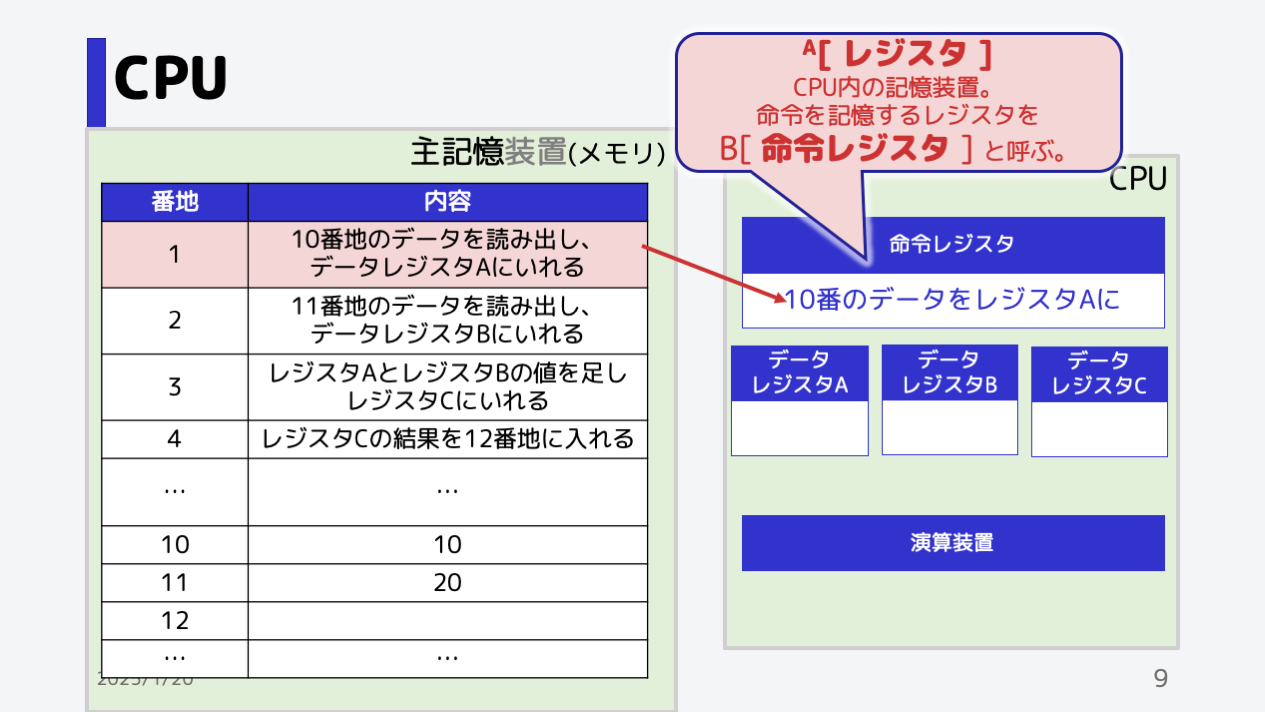 CPU
A[ レジスタ ]
CPU内の記憶装置。
命令を記憶するレジスタを
B[ 命令レジスタ ] と呼ぶ。
主記憶装置(メモリ)
番地 内容
1 10番地のデータを読み出し、
データレジスタAにいれる
2 11番地のデータを読み出し、
データレジスタBにいれる
3 レジスタAとレジスタBの値を足し
レジスタCにいれる
4 レジスタCの結果を12番地に入れる
… …
10 10
11 20
12
… …
CPU
命令レジスタ
10番のデータをレジスタAに
データ
レジスタA
データ
レジスタB
データ
レジスタC
演算装置
2025/1/20
9